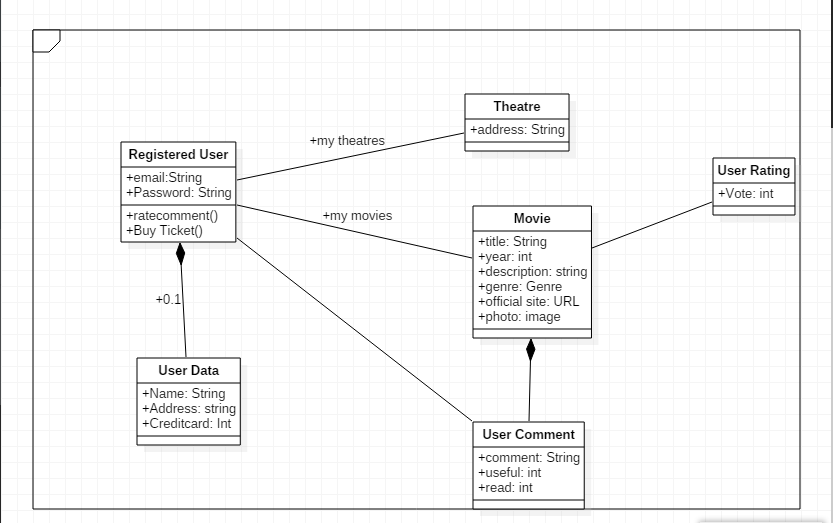 Theatre
+address: String
+my theatres
Registered User
+email:String
+Password: String
+ratecomment()
+Buy Ticket()
User Rating
+Vote: int
+my movies
Movie
+title: String
+year: int
+description: string
+genre: Genre
+official site: URL
+photo: image
+0.1
User Data
+Name: String
+Address: string
+Creditcard: Int
User Comment
+comment: String
+useful: int
+read: int